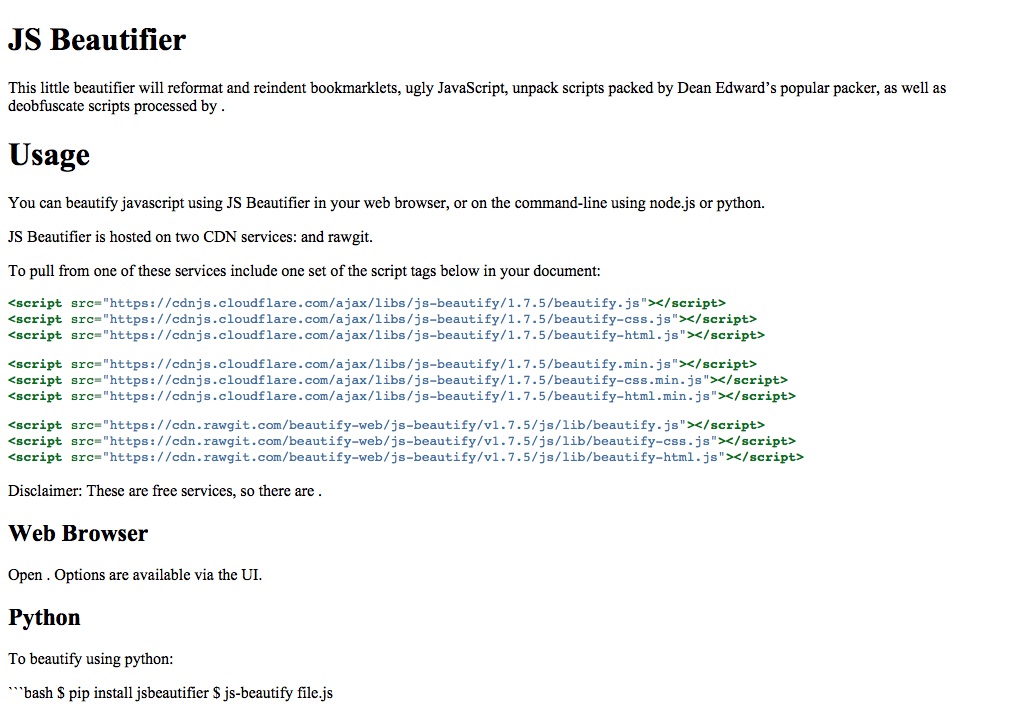 JS Beautifier
This little beautifier will reformat and reindent bookmarklets, ugly JavaScript, unpack scripts packed by Dean Edward’s popular packer, as well as
deobfuscate scripts processed by .
Usage
You can beautify javascript using JS Beautifier in your web browser, or on the command-line using node.js or python.
JS Beautifier is hosted on two CDN services: and rawgit.
To pull from one of these services include one set of the script tags below in your document:
<script src="https://cdnjs.cloudflare.com/ajax/libs/js-beautify/1.7.5/beautify.js"></script>
<script src="https://cdnjs.cloudflare.com/ajax/libs/js-beautify/1.7.5/beautify-css.js"></script>
<script src="https://cdnjs.cloudflare.com/ajax/libs/js-beautify/1.7.5/beautify-html.js"></script>
<script src="https://cdnjs.cloudflare.com/ajax/libs/js-beautify/1.7.5/beautify.min.js"></script>
<script src="https://cdnjs.cloudflare.com/ajax/libs/js-beautify/1.7.5/beautify-css.min.js"></script>
<script src="https://cdnjs.cloudflare.com/ajax/libs/js-beautify/1.7.5/beautify-html.min.js"></script>
<script src="https://cdn.rawgit.com/beautify-web/js-beautify/v1.7.5/js/lib/beautify.js"></script>
<script src="https://cdn.rawgit.com/beautify-web/js-beautify/v1.7.5/js/lib/beautify-css.js"></script>
<script src="https://cdn.rawgit.com/beautify-web/js-beautify/v1.7.5/js/lib/beautify-html.js"></script>
Disclaimer: These are free services, so there are .
Web Browser
Open . Options are available via the UI.
Python
To beautify using python:
```bash $ pip install jsbeautifier $ js-beautify file.js